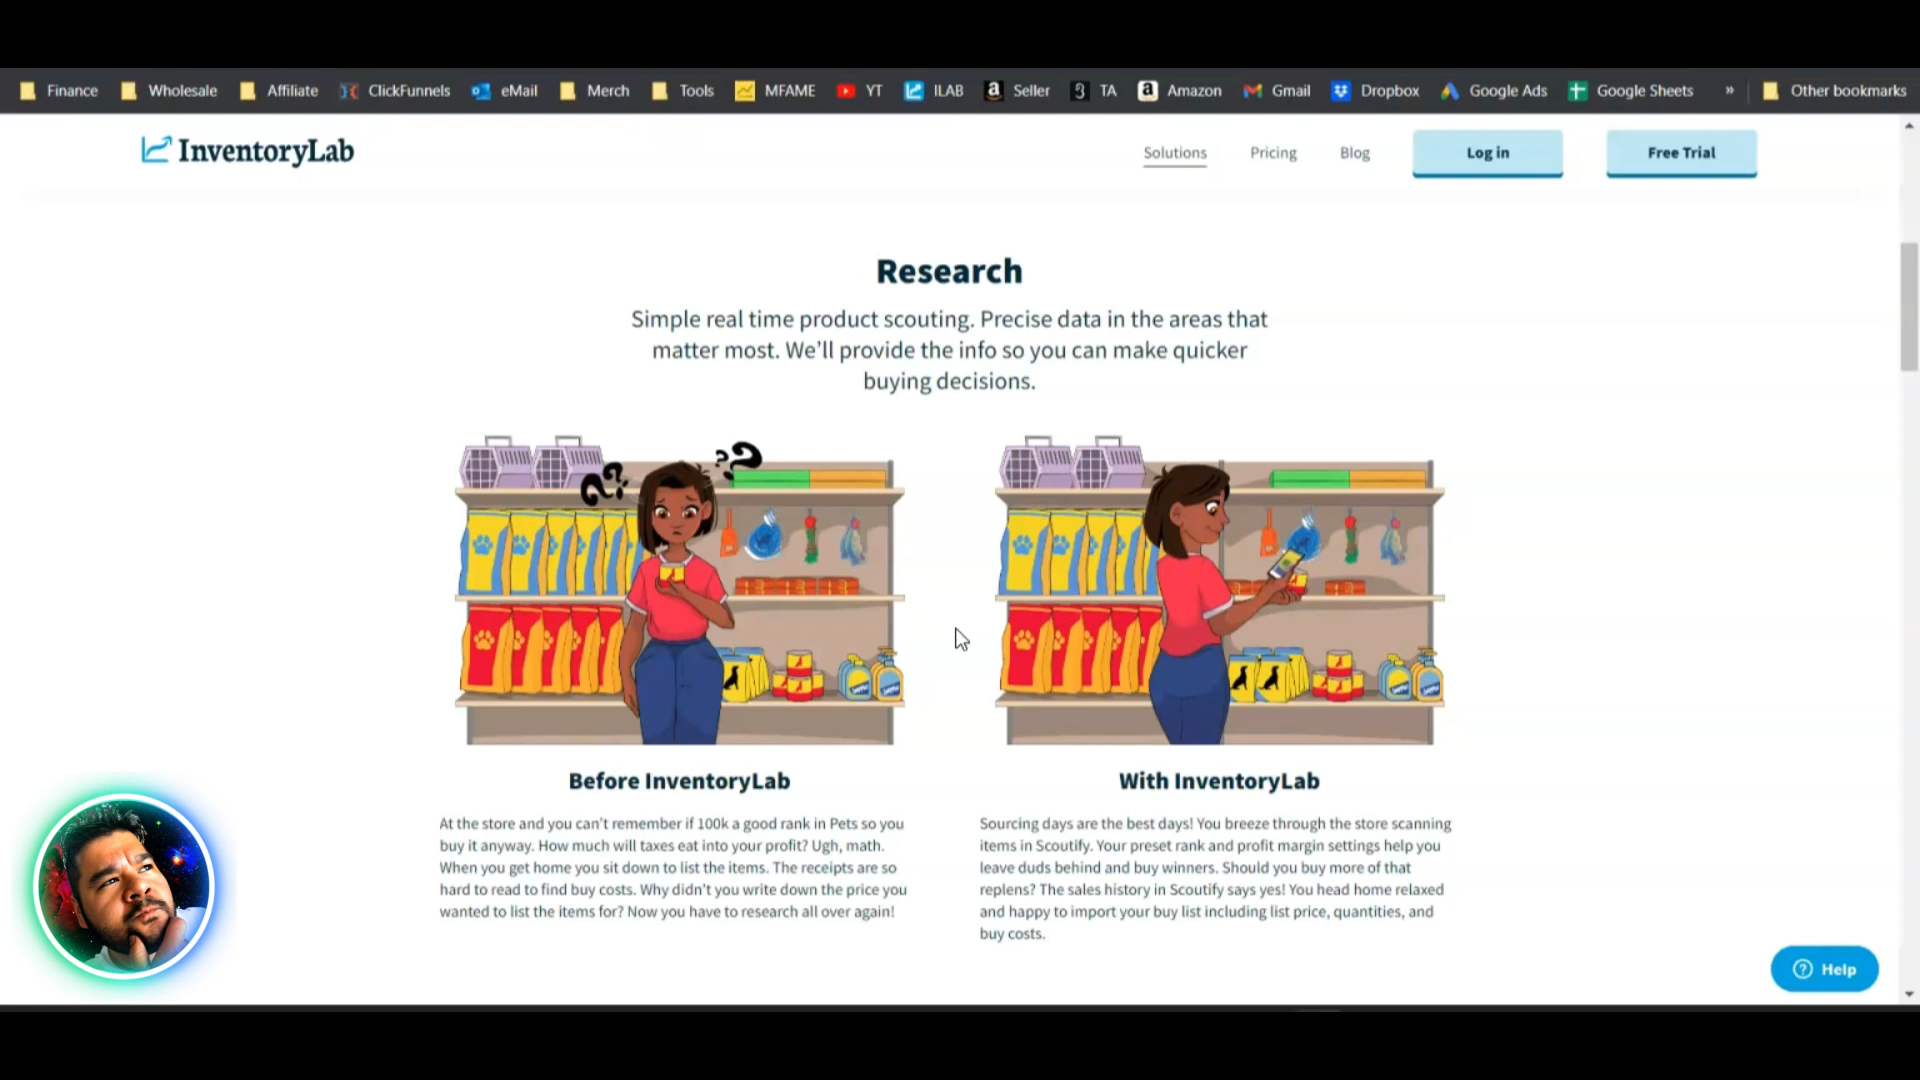 Finance Wholesale Affiliate ClickFunnels eMail Merch Tools MFAME YT ILAB Seller TA Amazon Gmail Dropbox Google Ads Google Sheets » Other bookmarks
InventoryLab Solutions Pricing Blog Log in Free Trial
Research
Simple real time product scouting. Precise data in the areas that
matter most. We'll provide the info so you can make quicker
buying decisions.
Before InventoryLab
At the store and you can't remember if 100k a good rank in Pets so you
buy it anyway. How much will taxes eat into your profit? Ugh, math.
When you get home you sit down to list the items. The receipts are so
hard to read to find buy costs. Why didn't you write down the price you
wanted to list the items for? Now you have to research all over again!
With InventoryLab
Sourcing days are the best days! You breeze through the store scanning
items in Scoutify. Your preset rank and profit margin settings help you
leave duds behind and buy winners. Should you buy more of that
replens? The sales history in Scoutify says yes! You head home relaxed
and happy to import your buy list including list price, quantities, and
buy costs.
Help